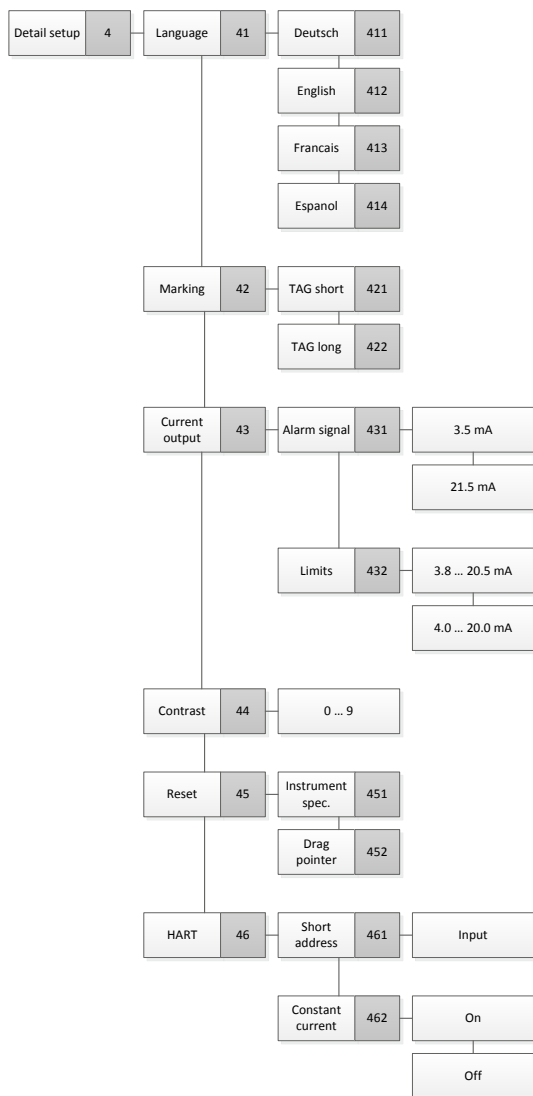 Detail setup 4 Language 41 Deutsch 411
English 412
Francais 413
Espanol 414
Marking 42 TAG short 421
TAG long 422
Current output 43 Alarm signal 431 3.5 mA
21.5 mA
Limits 432 3.8 ... 20.5 mA
4.0 ... 20.0 mA
Contrast 44 0 ... 9
Reset 45 Instrument spec. 451
Drag pointer 452
HART 46 Short address 461 Input
Constant current 462 On
Off